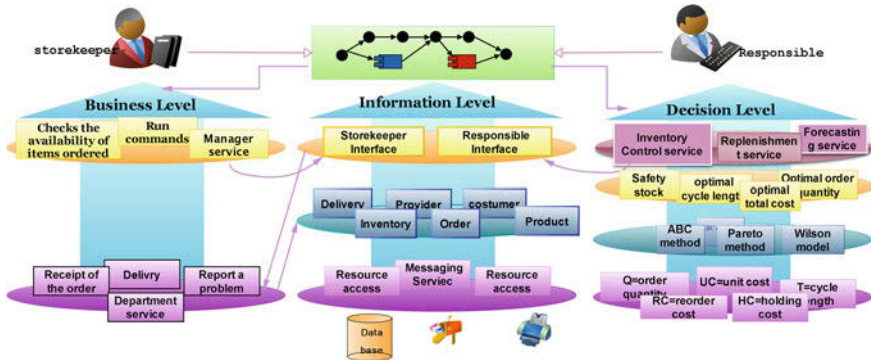 storekeeper
Responsible
Business Level
Information Level
Decision Level
Checks the
availability of
items ordered
Run
commands
Manager
service
Storekeeper
Interface
Responsible
Interface
Inventory
Control service
Replenishmen
t service
Forecastin
g service
Safety
stock
optimal
cycle lengt
optimal
total cost
Optimal order
quantity
Delivery
Provider
costumer
Inventory
Order
Product
ABC
method
Pareto
method
Wilson
model
Receipt of
the order
Delivry
Report a
problem
Department
service
Resource
access
Messaging
Serviec
Resource
access
Q=order
quantity
UC=unit cost
T=cycle
length
RC=reorder
cost
HC=holding
cost
Data
base